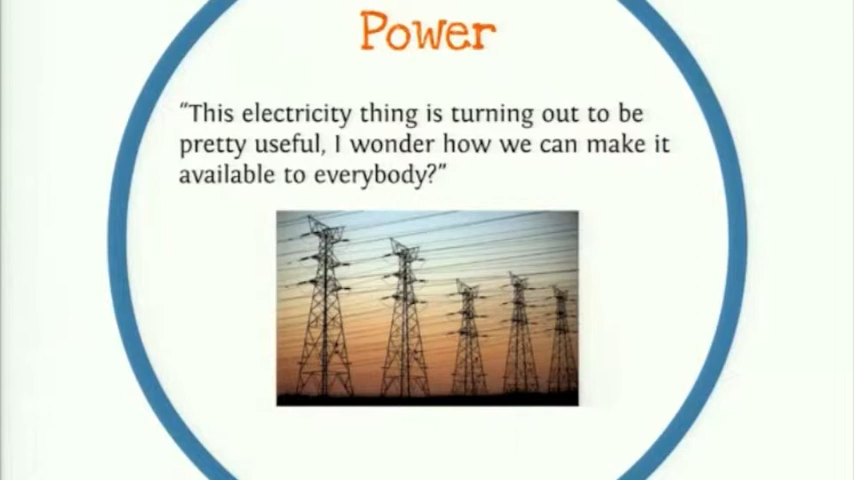 Power
“This electricity thing is turning out to be
pretty useful, I wonder how we can make it
available to everybody?”